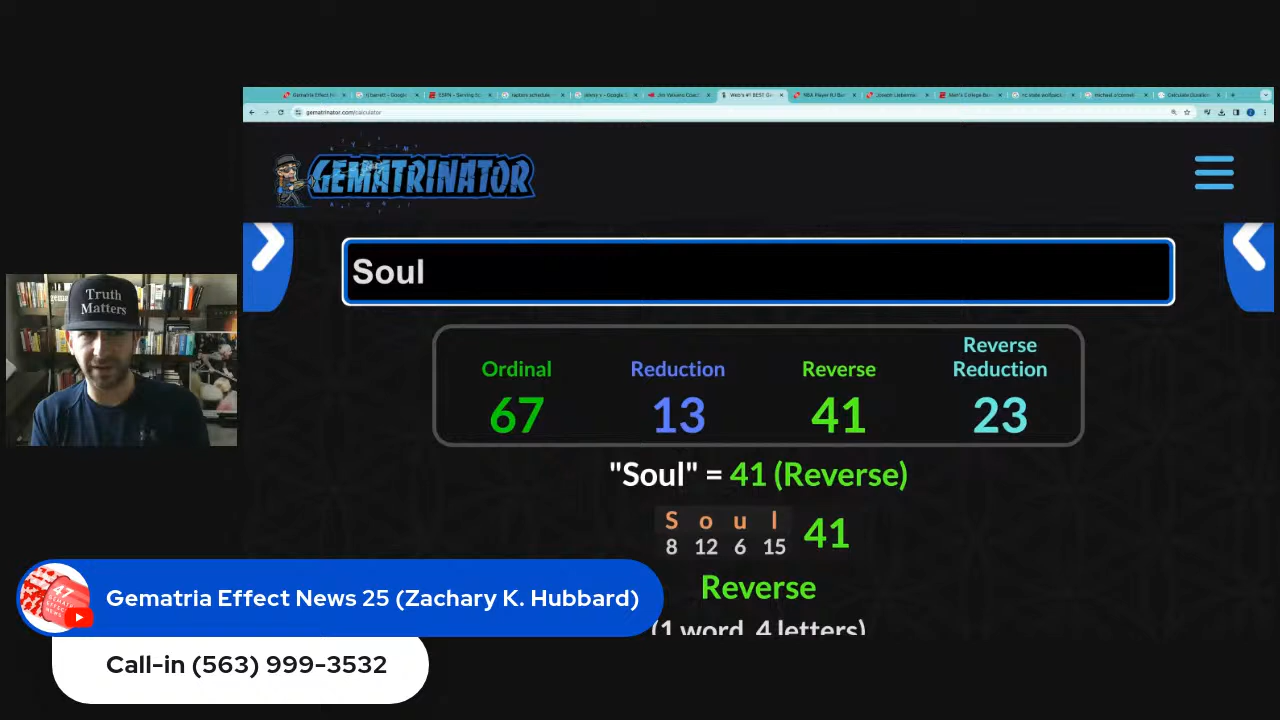 gematrinator.com/calculator
GEMATRINATOR
Soul
Ordinal
67
Reduction
13
Reverse
41
Reverse
Reduction
23
"Soul" = 41 (Reverse)
S o u l
8 12 6 15
41
Reverse
(1 word, 4 letters)
Truth
Matters
47
Gematria Effect News 25 (Zachary K. Hubbard)
Call-in (563) 999-3532